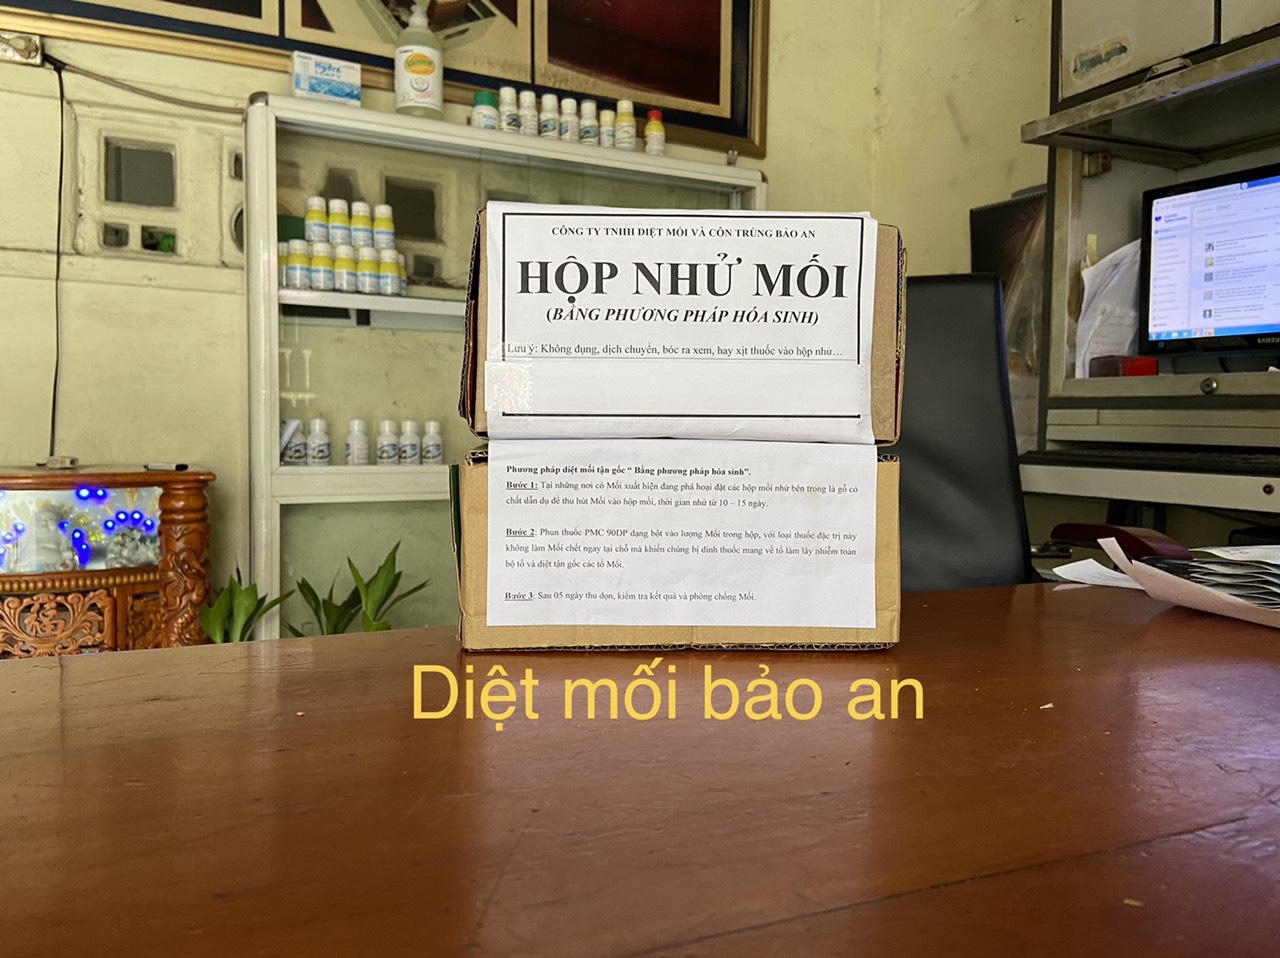 CÔNG TY TNHH DIỆT MỐI VÀ CÔN TRÙNG BẢO AN
HỘP NHỬ MỐI
(BẰNG PHƯƠNG PHÁP HÓA SINH)
Lưu ý: Không đụng, dịch chuyển, bóc ra xem, hay xịt thuốc vào hộp nhử…
Phương pháp diệt mối tận gốc “ Bằng phương pháp hóa sinh”.
Bước 1: Tại những nơi có Mối xuất hiện đang phá hoại đặt các hộp mối nhử bên trong là gỗ có
chất dẫn dụ để thu hút Mối vào hộp mối, thời gian nhử từ 10 – 15 ngày.
Bước 2: Phun thuốc PMC 90DP dạng bột vào lượng Mối trong hộp, với loại thuốc đặc trị này
không làm Mối chết ngay tại chỗ mà khiến chúng bị dính thuốc mang về tổ làm lây nhiễm toàn
bộ tổ và diệt tận gốc các tổ Mối.
Bước 3: Sau 05 ngày thu dọn, kiểm tra kết quả và phòng chống Mối.
Diệt mối bảo an
SAMSUNG